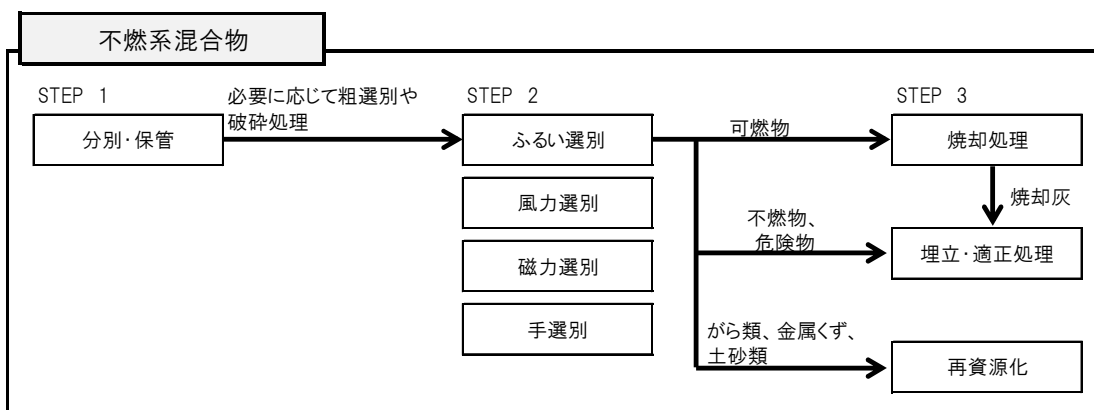 不燃系混合物
STEP 1
必要に応じて粗選別や
破砕処理
分別・保管
STEP 2
ふるい選別
風力選別
磁力選別
手選別
可燃物
不燃物、
危険物
がら類、金属くず、
土砂類
STEP 3
焼却処理
焼却灰
埋立・適正処理
再資源化